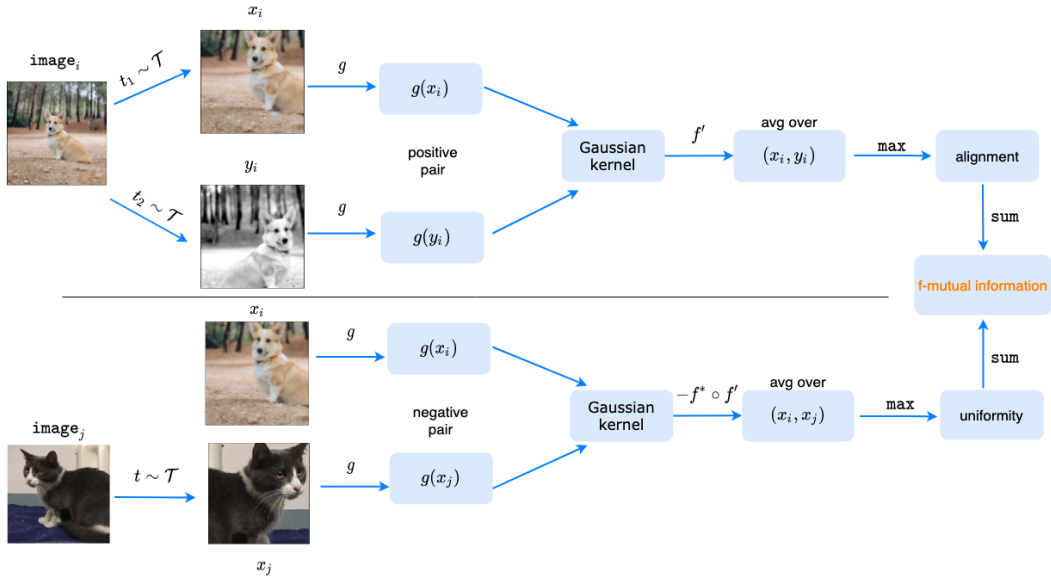 x_i
image_i
t_1 ~ 𝒯
g
g(x_i)
Gaussian
kernel
f′
avg over
(x_i, y_i)
max
alignment
positive
pair
y_i
t_2 ~ 𝒯
g
g(y_i)
sum
f-mutual information
x_i
g
g(x_i)
sum
image_j
negative
pair
Gaussian
kernel
−f* ∘ f′
avg over
(x_i, x_j)
max
uniformity
t ~ 𝒯
g
g(x_j)
x_j